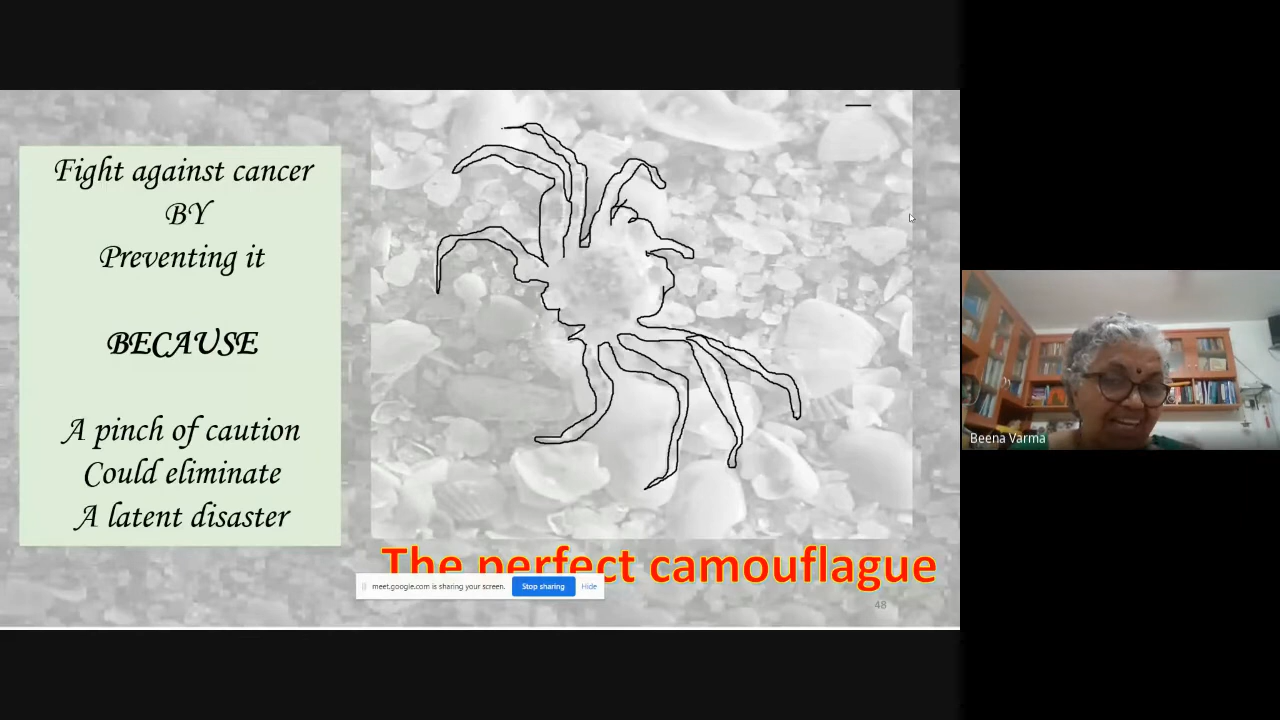 Fight against cancer
BY
Preventing it
BECAUSE
A pinch of caution
Could eliminate
A latent disaster
The perfect camouflague
meet.google.com is sharing your screen. Stop sharing Hide
48
Beena Varma